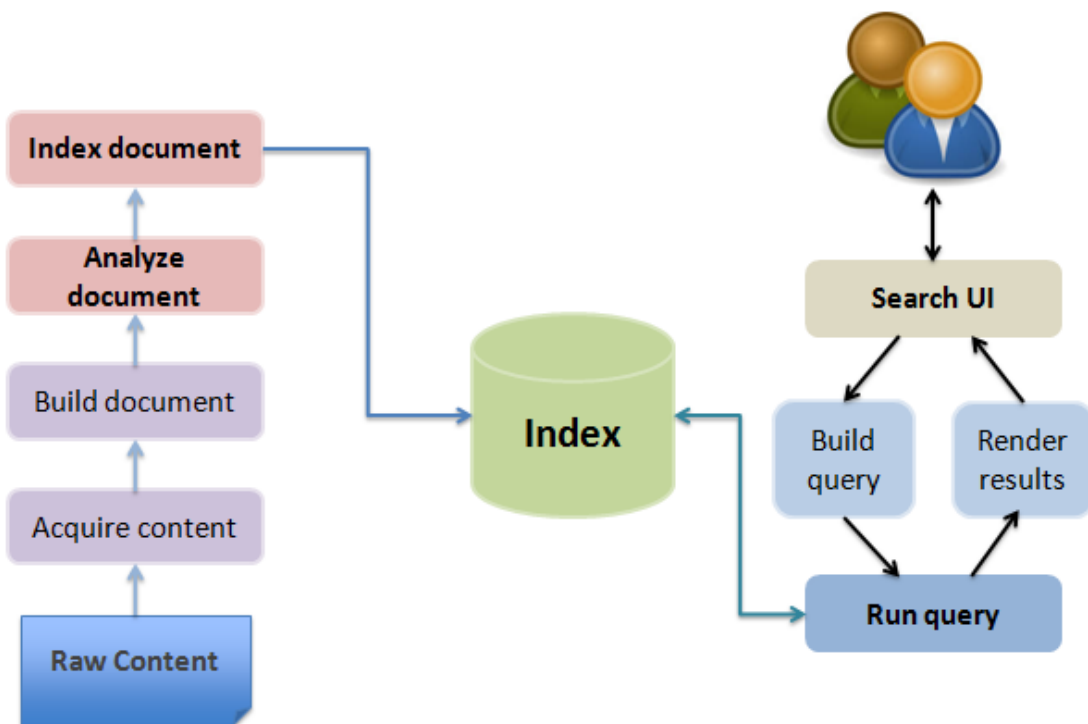 Index document
Analyze
document
Build document
Acquire content
Raw Content
Index
Search UI
Build
query
Render
results
Run query